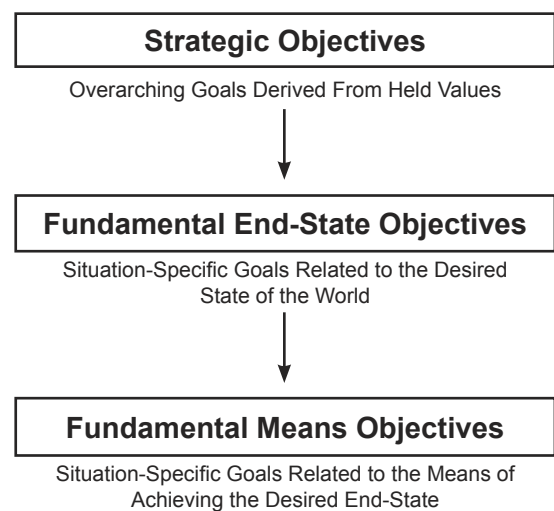 Strategic Objectives
Overarching Goals Derived From Held Values
Fundamental End-State Objectives
Situation-Specific Goals Related to the Desired
State of the World
Fundamental Means Objectives
Situation-Specific Goals Related to the Means of
Achieving the Desired End-State